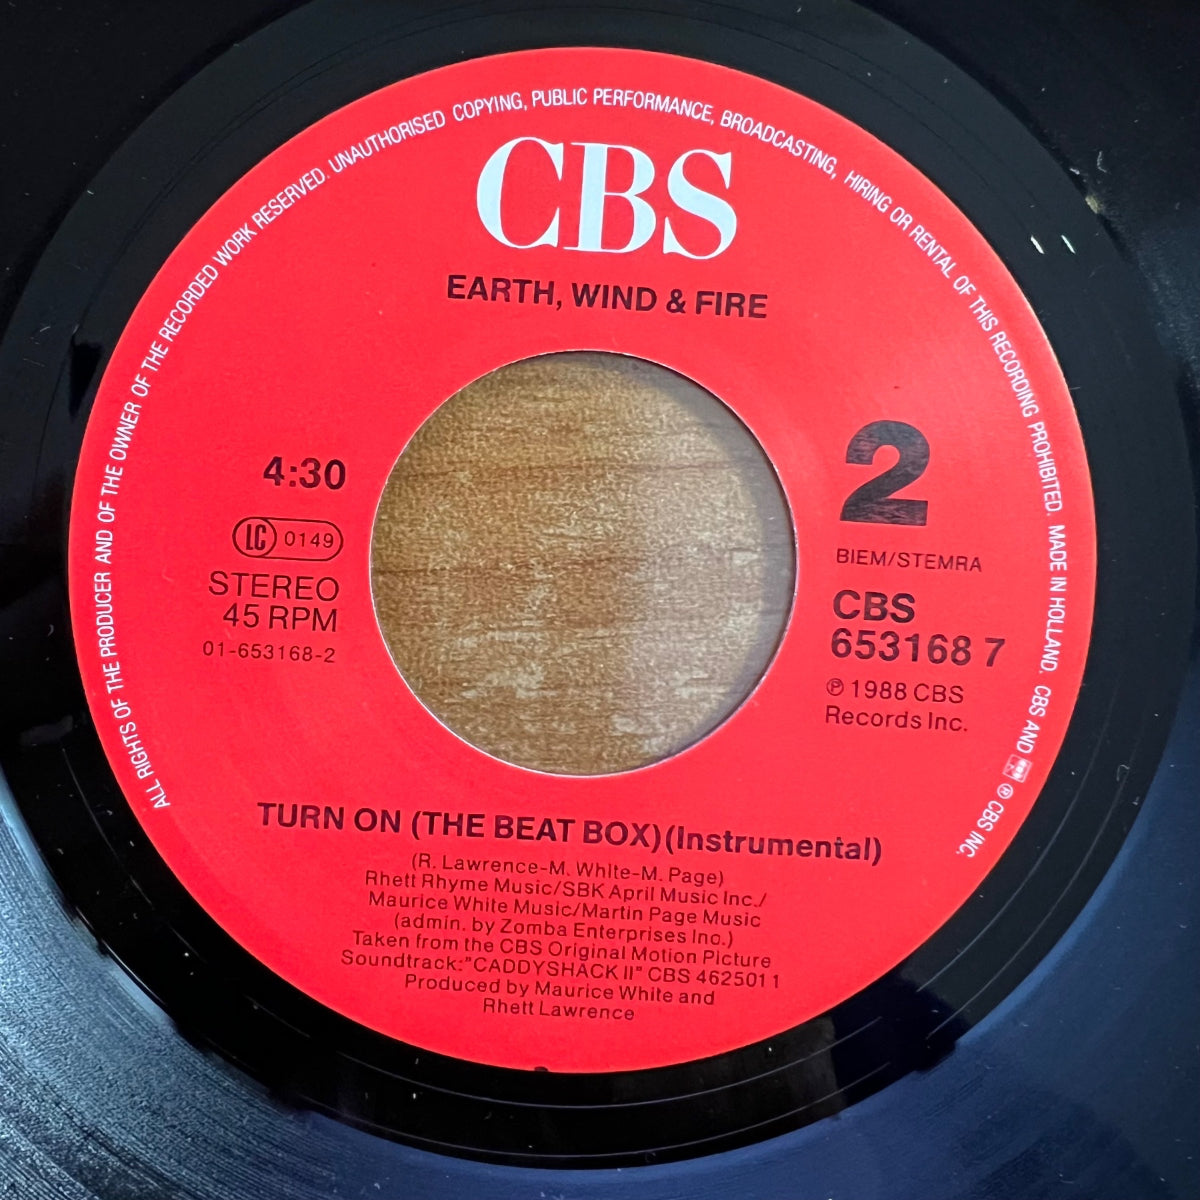 ALL RIGHTS OF THE PRODUCER AND OF THE OWNER OF THE RECORDED WORK RESERVED. UNAUTHORISED COPYING, PUBLIC PERFORMANCE, BROADCASTING, HIRING OR RENTAL OF THIS RECORDING PROHIBITED. MADE IN HOLLAND. CBS AND ® CBS INC.
CBS
EARTH, WIND & FIRE
4:30
LC 0149
STEREO
45 RPM
01-653168-2
2
BIEM/STEMRA
CBS
653168 7
℗ 1988 CBS
Records Inc.
TURN ON (THE BEAT BOX)(Instrumental)
(R. Lawrence-M. White-M. Page)
Rhett Rhyme Music/SBK April Music Inc./
Maurice White Music/Martin Page Music
(admin. by Zomba Enterprises Inc.)
Taken from the CBS Original Motion Picture
Soundtrack:"CADDYSHACK II" CBS 462501 1
Produced by Maurice White and
Rhett Lawrence